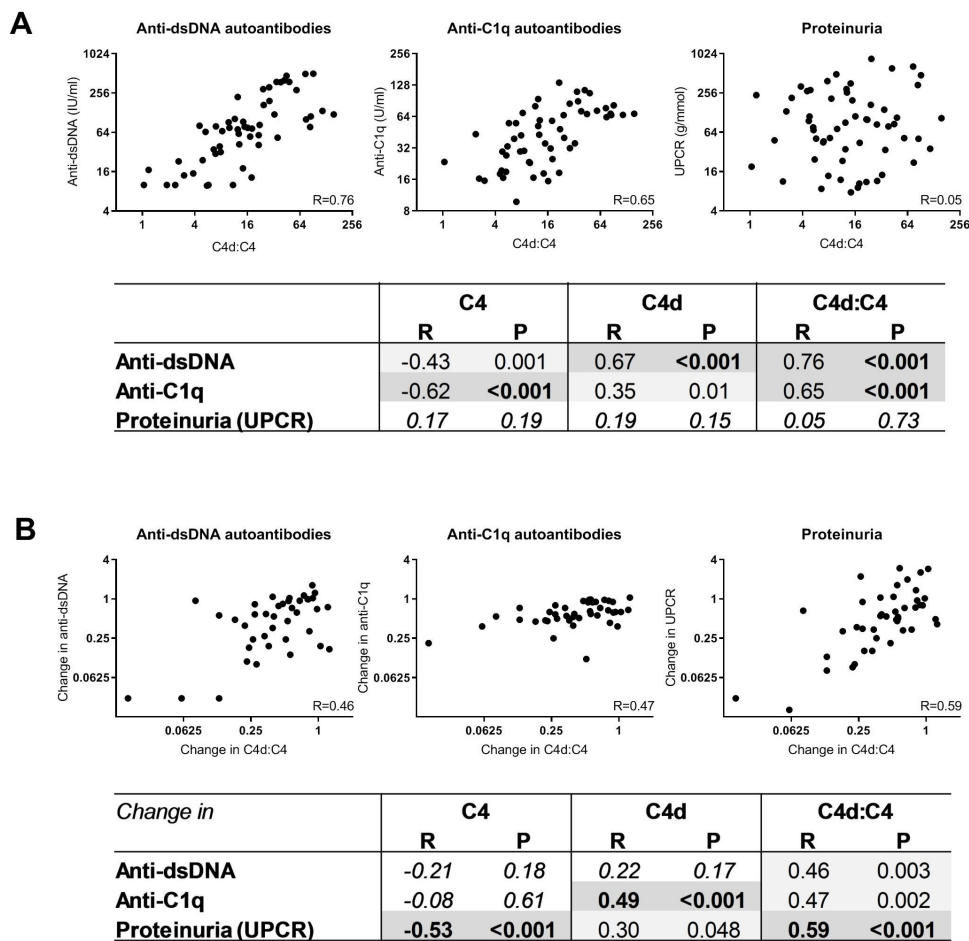 A
Anti-dsDNA autoantibodies
Anti-dsDNA (IU/ml)
1024
256
64
16
4
1 4 16 64 256
C4d:C4
R=0.76
Anti-C1q autoantibodies
Anti-C1q (U/ml)
256
128
64
32
16
8
1 4 16 64 256
C4d:C4
R=0.65
Proteinuria
UPCR (g/mmol)
1024
256
64
16
4
1 4 16 64 256
C4d:C4
R=0.05
C4 C4d C4d:C4
R P R P R P
Anti-dsDNA -0.43 0.001 0.67 <0.001 0.76 <0.001
Anti-C1q -0.62 <0.001 0.35 0.01 0.65 <0.001
Proteinuria (UPCR) 0.17 0.19 0.19 0.15 0.05 0.73
B
Anti-dsDNA autoantibodies
Change in anti-dsDNA
4
1
0.25
0.0625
0.0625 0.25 1
Change in C4d:C4
R=0.46
Anti-C1q autoantibodies
Change in anti-C1q
4
1
0.25
0.0625
0.0625 0.25 1
Change in C4d:C4
R=0.47
Proteinuria
Change in UPCR
4
1
0.25
0.0625
0.0625 0.25 1
Change in C4d:C4
R=0.59
Change in C4 C4d C4d:C4
R P R P R P
Anti-dsDNA -0.21 0.18 0.22 0.17 0.46 0.003
Anti-C1q -0.08 0.61 0.49 <0.001 0.47 0.002
Proteinuria (UPCR) -0.53 <0.001 0.30 0.048 0.59 <0.001